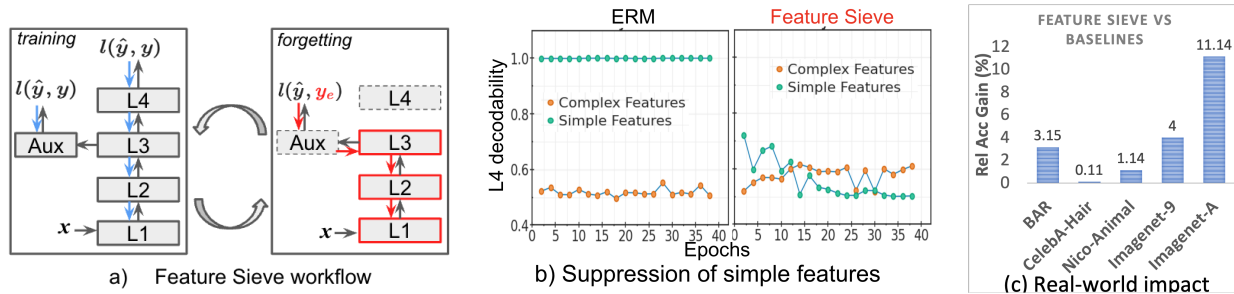 training
l(ŷ, y)
l(ŷ, y)
L4
Aux
L3
L2
x
L1
forgetting
l(ŷ, yₑ)
L4
Aux
L3
L2
x
L1
a) Feature Sieve workflow
ERM
Feature Sieve
L4 decodability
1.0
0.8
0.6
0.4
Complex Features
Simple Features
Complex Features
Simple Features
0 5 10 15 20 25 30 35 40
0 5 10 15 20 25 30 35 40
Epochs
b) Suppression of simple features
FEATURE SIEVE VS
BASELINES
Rel Acc Gain (%)
12
10
8
6
4
2
0
3.15
0.11
1.14
4
11.14
BAR
CelebA-Hair
Nico-Animal
Imagenet-9
Imagenet-A
(c) Real-world impact